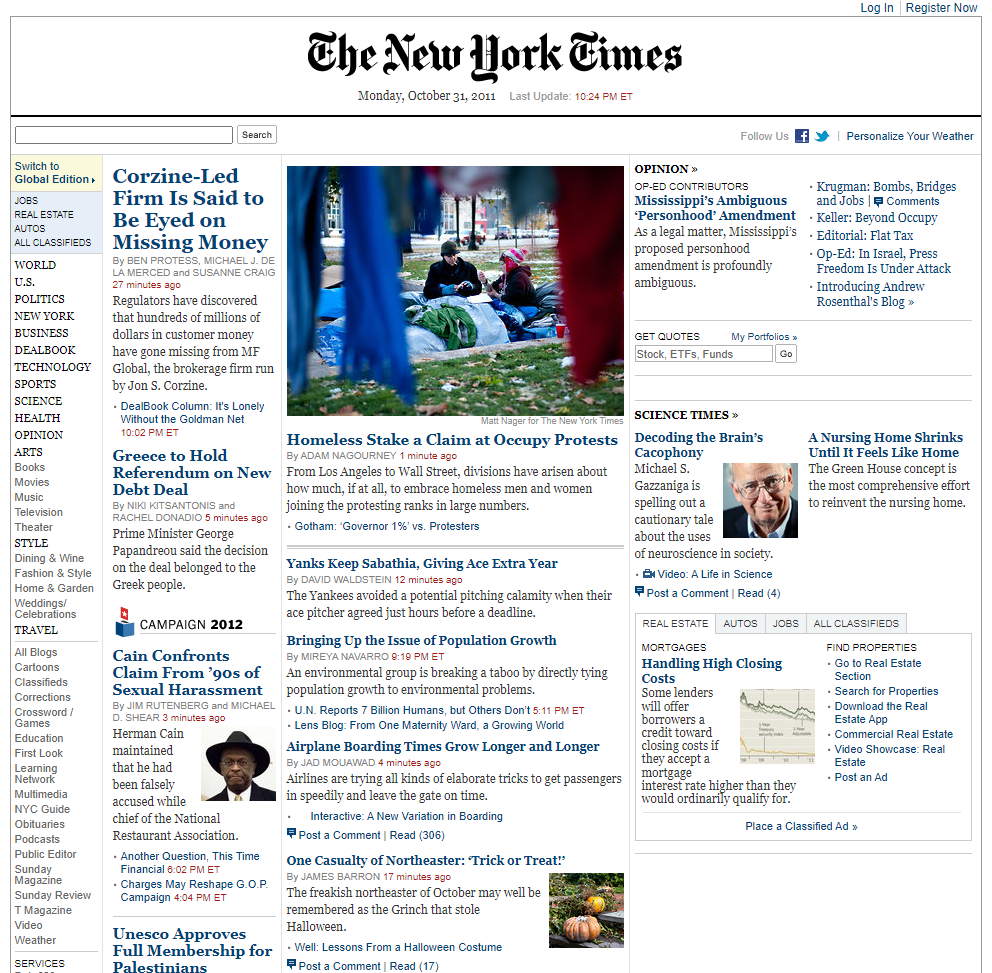 Log In Register Now
The New York Times
Monday, October 31, 2011 Last Update: 10:24 PM ET
Search
Follow Us | Personalize Your Weather
Switch to
Global Edition
JOBS
REAL ESTATE
AUTOS
ALL CLASSIFIEDS
WORLD
U.S.
POLITICS
NEW YORK
BUSINESS
DEALBOOK
TECHNOLOGY
SPORTS
SCIENCE
HEALTH
OPINION
ARTS
Books
Movies
Music
Television
Theater
STYLE
Dining & Wine
Fashion & Style
Home & Garden
Weddings/
Celebrations
TRAVEL
All Blogs
Cartoons
Classifieds
Corrections
Crossword /
Games
Education
First Look
Learning
Network
Multimedia
NYC Guide
Obituaries
Podcasts
Public Editor
Sunday
Magazine
Sunday Review
T Magazine
Video
Weather
SERVICES
Corzine-Led
Firm Is Said to
Be Eyed on
Missing Money
By BEN PROTESS, MICHAEL J. DE
LA MERCED and SUSANNE CRAIG
27 minutes ago
Regulators have discovered
that hundreds of millions of
dollars in customer money
have gone missing from MF
Global, the brokerage firm run
by Jon S. Corzine.
• DealBook Column: It's Lonely
Without the Goldman Net
10:02 PM ET
Greece to Hold
Referendum on New
Debt Deal
By NIKI KITSANTONIS and
RACHEL DONADIO 5 minutes ago
Prime Minister George
Papandreou said the decision
on the deal belonged to the
Greek people.
CAMPAIGN 2012
Cain Confronts
Claim From '90s of
Sexual Harassment
By JIM RUTENBERG and MICHAEL
D. SHEAR 3 minutes ago
Herman Cain
maintained
that he had
been falsely
accused while
chief of the National
Restaurant Association.
• Another Question, This Time
Financial 6:02 PM ET
• Charges May Reshape G.O.P.
Campaign 4:04 PM ET
Unesco Approves
Full Membership for
Palestinians
Matt Nager for The New York Times
Homeless Stake a Claim at Occupy Protests
By ADAM NAGOURNEY 1 minute ago
From Los Angeles to Wall Street, divisions have arisen about
how much, if at all, to embrace homeless men and women
joining the protesting ranks in large numbers.
• Gotham: 'Governor 1%' vs. Protesters
Yanks Keep Sabathia, Giving Ace Extra Year
By DAVID WALDSTEIN 12 minutes ago
The Yankees avoided a potential pitching calamity when their
ace pitcher agreed just hours before a deadline.
Bringing Up the Issue of Population Growth
By MIREYA NAVARRO 9:19 PM ET
An environmental group is breaking a taboo by directly tying
population growth to environmental problems.
• U.N. Reports 7 Billion Humans, but Others Don't 5:11 PM ET
• Lens Blog: From One Maternity Ward, a Growing World
Airplane Boarding Times Grow Longer and Longer
By JAD MOUAWAD 4 minutes ago
Airlines are trying all kinds of elaborate tricks to get passengers
in speedily and leave the gate on time.
• Interactive: A New Variation in Boarding
Post a Comment | Read (306)
One Casualty of Northeaster: 'Trick or Treat!'
By JAMES BARRON 17 minutes ago
The freakish northeaster of October may well be
remembered as the Grinch that stole
Halloween.
• Well: Lessons From a Halloween Costume
Post a Comment | Read (17)
OPINION »
OP-ED CONTRIBUTORS
Mississippi's Ambiguous
'Personhood' Amendment
As a legal matter, Mississippi's
proposed personhood
amendment is profoundly
ambiguous.
• Krugman: Bombs, Bridges
and Jobs | Comments
• Keller: Beyond Occupy
• Editorial: Flat Tax
• Op-Ed: In Israel, Press
Freedom Is Under Attack
• Introducing Andrew
Rosenthal's Blog »
GET QUOTES My Portfolios »
Stock, ETFs, Funds Go
SCIENCE TIMES »
Decoding the Brain's
Cacophony
Michael S.
Gazzaniga is
spelling out a
cautionary tale
about the uses
of neuroscience in society.
• Video: A Life in Science
Post a Comment | Read (4)
A Nursing Home Shrinks
Until It Feels Like Home
The Green House concept is
the most comprehensive effort
to reinvent the nursing home.
REAL ESTATE AUTOS JOBS ALL CLASSIFIEDS
MORTGAGES
Handling High Closing
Costs
Some lenders
will offer
borrowers a
credit toward
closing costs if
they accept a
mortgage
interest rate higher than they
would ordinarily qualify for.
FIND PROPERTIES
• Go to Real Estate
Section
• Search for Properties
• Download the Real
Estate App
• Commercial Real Estate
• Video Showcase: Real
Estate
• Post an Ad
Place a Classified Ad »